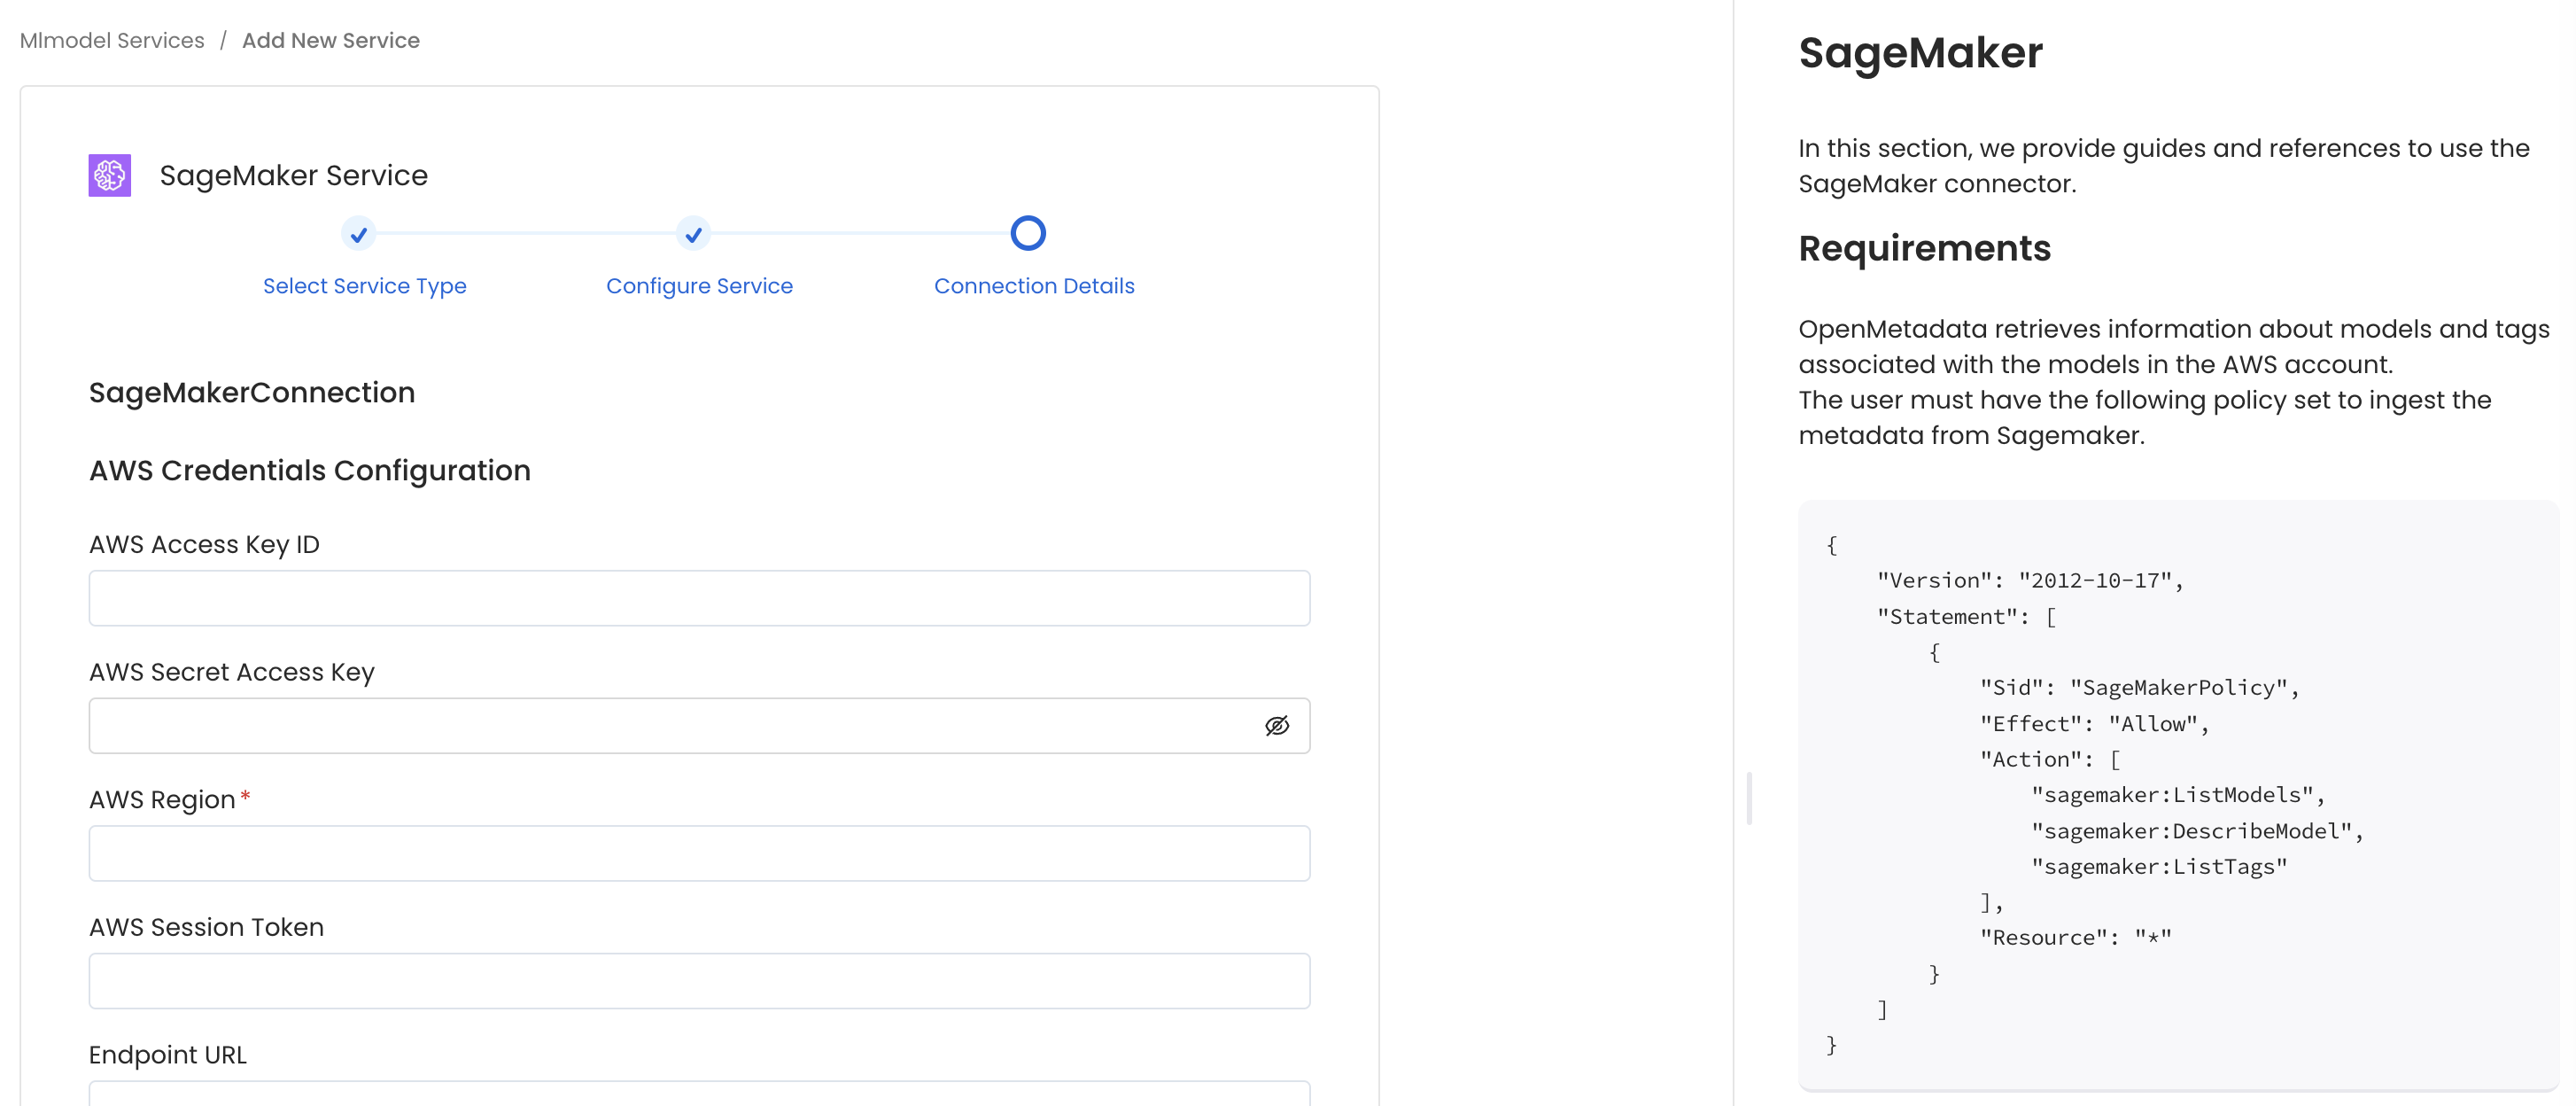 Mlmodel Services / Add New Service
SageMaker Service
Select Service Type
Configure Service
Connection Details
SageMakerConnection
AWS Credentials Configuration
AWS Access Key ID
AWS Secret Access Key
AWS Region*
AWS Session Token
Endpoint URL
SageMaker
In this section, we provide guides and references to use the
SageMaker connector.
Requirements
OpenMetadata retrieves information about models and tags
associated with the models in the AWS account.
The user must have the following policy set to ingest the
metadata from Sagemaker.
{
    "Version": "2012-10-17",
    "Statement": [
        {
            "Sid": "SageMakerPolicy",
            "Effect": "Allow",
            "Action": [
                "sagemaker:ListModels",
                "sagemaker:DescribeModel",
                "sagemaker:ListTags"
            ],
            "Resource": "*"
        }
    ]
}